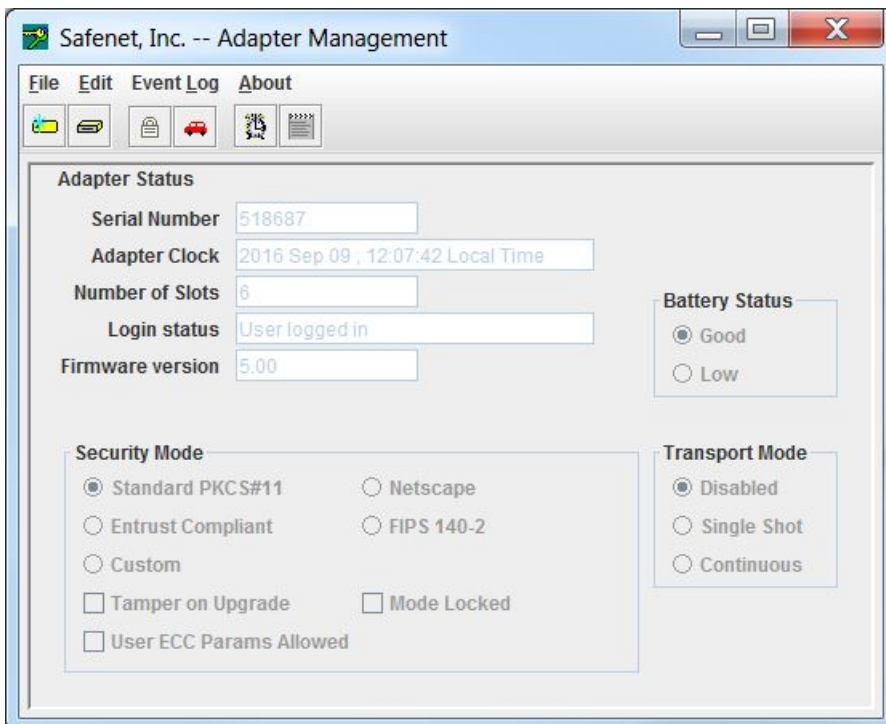 Safenet, Inc. -- Adapter Management
File Edit Event Log About
Adapter Status
Serial Number 518687
Adapter Clock 2016 Sep 09 , 12:07:42 Local Time
Number of Slots 6
Login status User logged in
Firmware version 5.00
Battery Status
Good
Low
Security Mode
Standard PKCS#11 Netscape
Entrust Compliant FIPS 140-2
Custom
Tamper on Upgrade Mode Locked
User ECC Params Allowed
Transport Mode
Disabled
Single Shot
Continuous